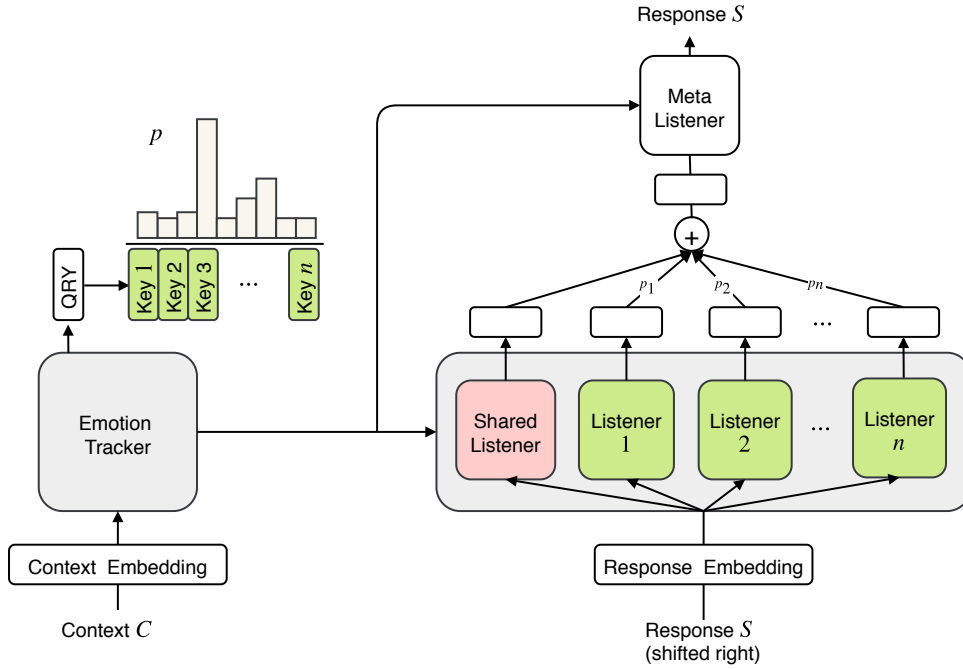 Response S
Meta
Listener
p
+
QRY
Key 1
Key 2
Key 3
...
Key n
p1
p2
pn
...
Emotion
Tracker
Shared
Listener
Listener
1
Listener
2
...
Listener
n
Context Embedding
Response Embedding
Context C
Response S
(shifted right)